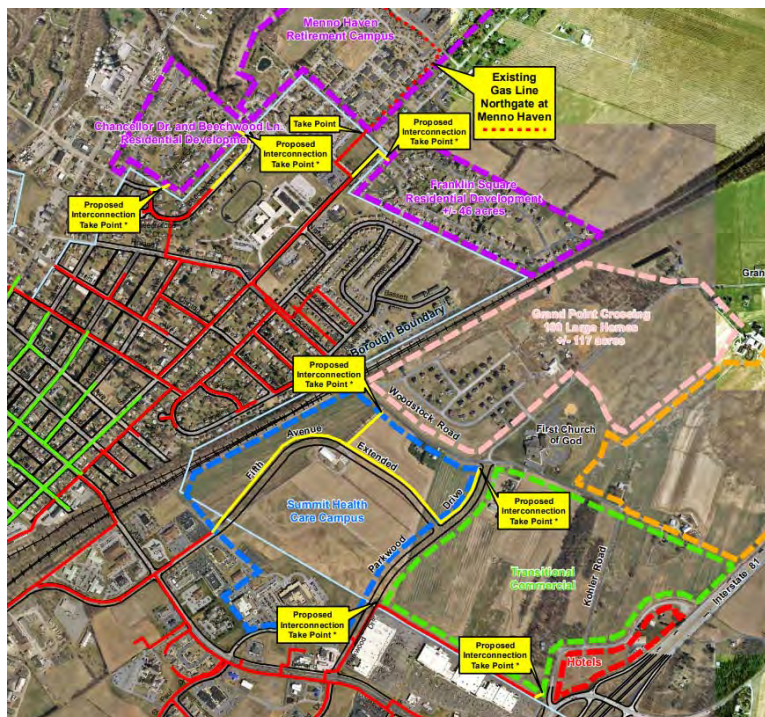 Menno Haven
Retirement Campus
Existing
Gas Line
Northgate at
Menno Haven
Take Point
Proposed
Interconnection
Take Point *
Chancellor Dr. and Beechwood Ln.
Residential Development
Proposed
Interconnection
Take Point *
Proposed
Interconnection
Take Point *
Franklin Square
Residential Development
+/- 46 acres
Borough Boundary
Grand Point Crossing
+/- 117 acres
Proposed
Interconnection
Take Point *
Woodstock Road
First Church
of God
Fifth
Avenue
Extended
Drive
Parkwood
Summit Health
Care Campus
Proposed
Interconnection
Take Point *
Transitional
Commercial
Kohler Road
Interstate 81
Proposed
Interconnection
Take Point *
Proposed
Interconnection
Take Point *
Hotels